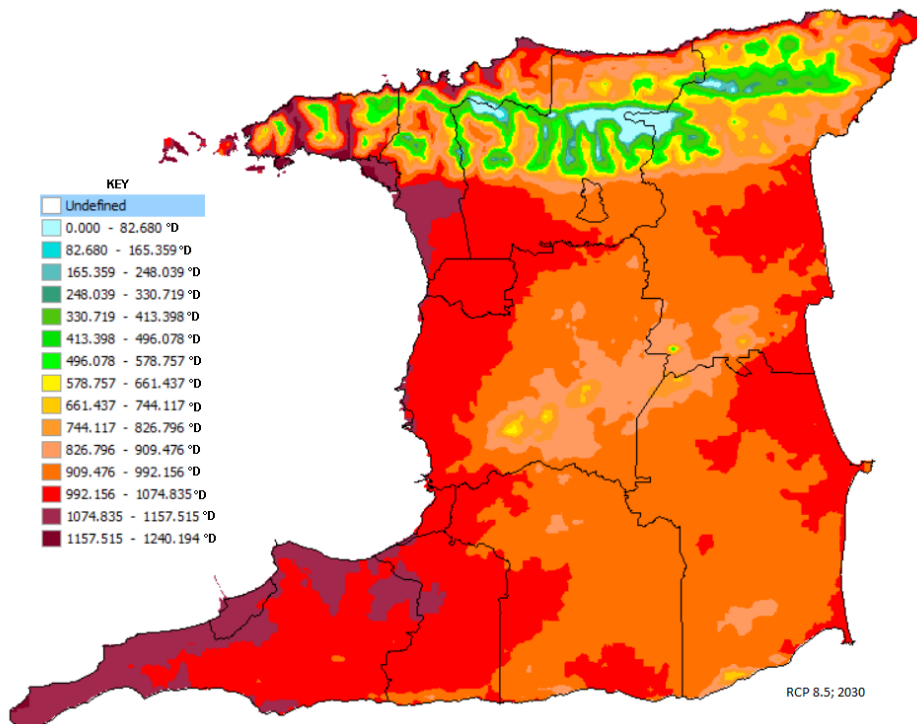 KEY
Undefined
0.000 - 82.680 °D
82.680 - 165.359 °D
165.359 - 248.039 °D
248.039 - 330.719 °D
330.719 - 413.398 °D
413.398 - 496.078 °D
496.078 - 578.757 °D
578.757 - 661.437 °D
661.437 - 744.117 °D
744.117 - 826.796 °D
826.796 - 909.476 °D
909.476 - 992.156 °D
992.156 - 1074.835 °D
1074.835 - 1157.515 °D
1157.515 - 1240.194 °D
RCP 8.5; 2030